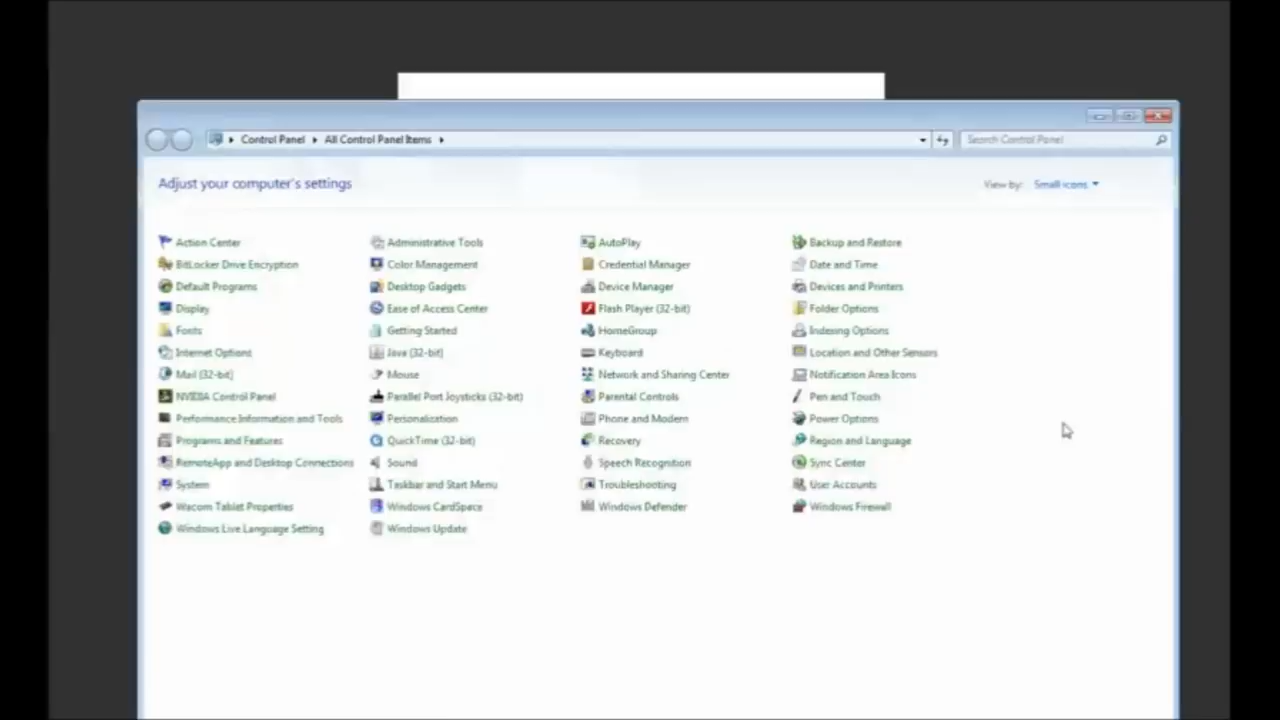 Control Panel All Control Panel Items Search Control Panel
Adjust your computer's settings View by: Small icons
Action Center Administrative Tools AutoPlay Backup and Restore
BitLocker Drive Encryption Color Management Credential Manager Date and Time
Default Programs Desktop Gadgets Device Manager Devices and Printers
Display Ease of Access Center Flash Player (32-bit) Folder Options
Fonts Getting Started HomeGroup Indexing Options
Internet Options Java (32-bit) Keyboard Location and Other Sensors
Mail (32-bit) Mouse Network and Sharing Center Notification Area Icons
NVIDIA Control Panel Parallel Port Joysticks (32-bit) Parental Controls Pen and Touch
Performance Information and Tools Personalization Phone and Modem Power Options
Programs and Features QuickTime (32-bit) Recovery Region and Language
RemoteApp and Desktop Connections Sound Speech Recognition Sync Center
System Taskbar and Start Menu Troubleshooting User Accounts
Wacom Tablet Properties Windows CardSpace Windows Defender Windows Firewall
Windows Live Language Setting Windows Update